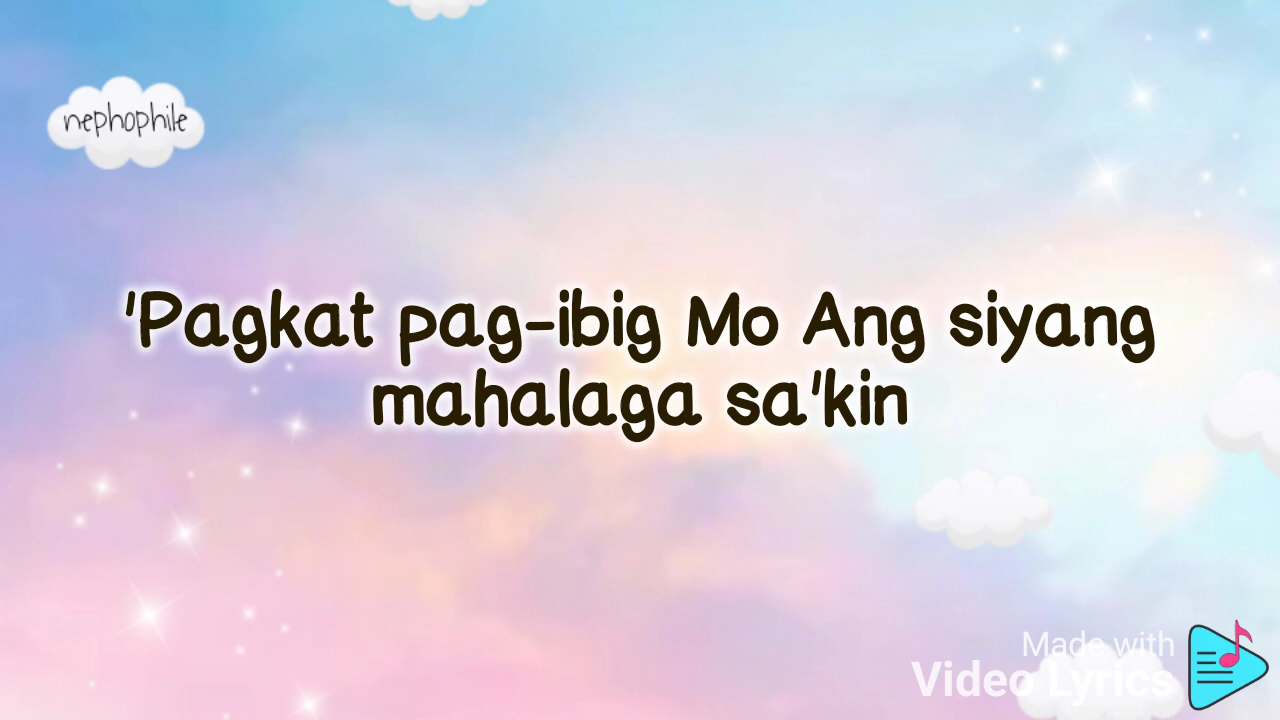 nephophile
'Pagkat pag-ibig Mo Ang siyang
mahalaga sa'kin
Made with
Video Lyrics